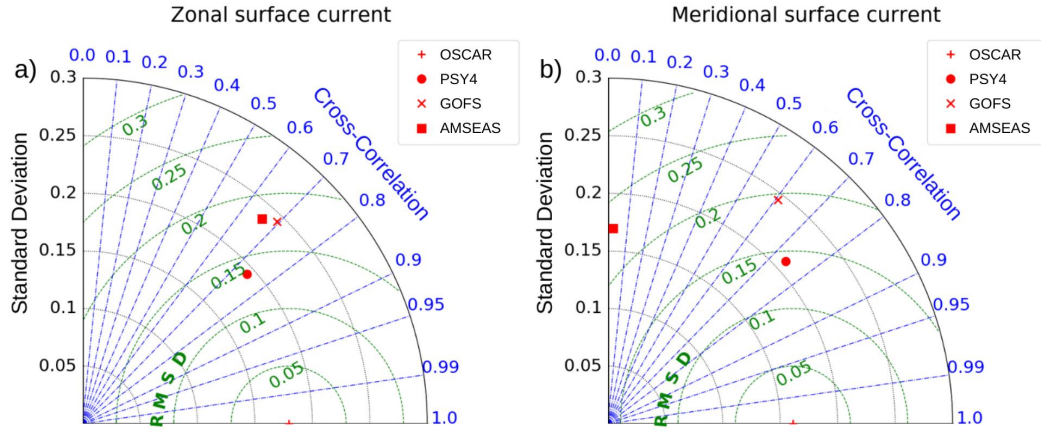 Zonal surface current
Meridional surface current
a)
OSCAR
PSY4
GOFS
AMSEAS
0.0 0.1 0.2 0.3 0.4 0.5 0.6 0.7 0.8 0.9 0.95 0.99 1.0
Cross-Correlation
Standard Deviation
0.3
0.25
0.2
0.15
0.1
0.05
0.3
0.25
0.2
0.15
0.1
0.05
RMSD
b)
OSCAR
PSY4
GOFS
AMSEAS
0.0 0.1 0.2 0.3 0.4 0.5 0.6 0.7 0.8 0.9 0.95 0.99 1.0
Cross-Correlation
Standard Deviation
0.3
0.25
0.2
0.15
0.1
0.05
0.3
0.25
0.2
0.15
0.1
0.05
RMSD